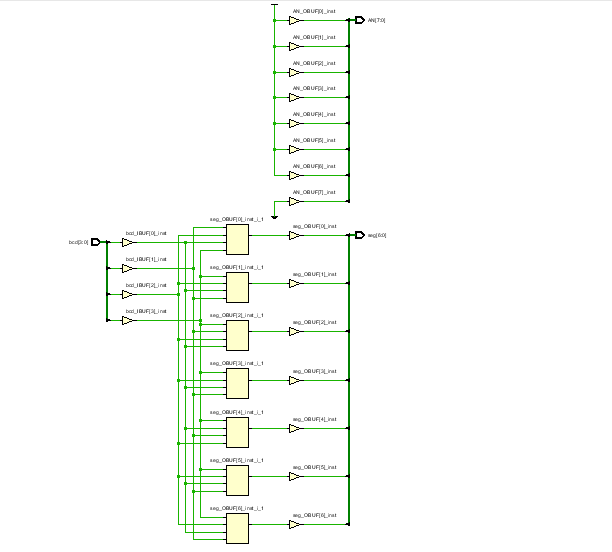 AN_OBUF[0]_inst
AN[7:0]
AN_OBUF[1]_inst
AN_OBUF[2]_inst
AN_OBUF[3]_inst
AN_OBUF[4]_inst
AN_OBUF[5]_inst
AN_OBUF[6]_inst
AN_OBUF[7]_inst
seg_OBUF[0]_inst_i_1
seg_OBUF[0]_inst
seg[6:0]
bcd_IBUF[0]_inst
bcd[3:0]
bcd_IBUF[1]_inst
seg_OBUF[1]_inst_i_1
seg_OBUF[1]_inst
bcd_IBUF[2]_inst
bcd_IBUF[3]_inst
seg_OBUF[2]_inst_i_1
seg_OBUF[2]_inst
seg_OBUF[3]_inst_i_1
seg_OBUF[3]_inst
seg_OBUF[4]_inst_i_1
seg_OBUF[4]_inst
seg_OBUF[5]_inst_i_1
seg_OBUF[5]_inst
seg_OBUF[6]_inst_i_1
seg_OBUF[6]_inst